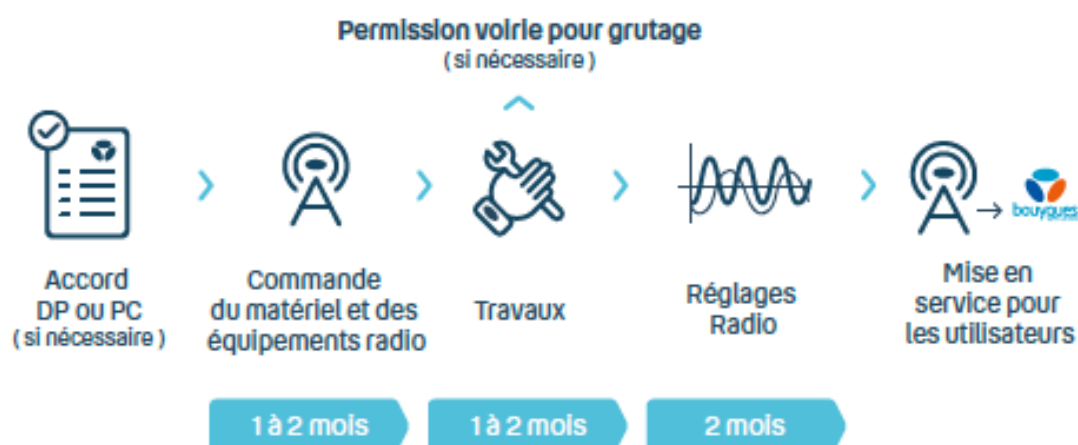 Permission voirie pour grutage
( si nécessaire )
Accord
DP ou PC
( si nécessaire )
Commande
du matériel et des
équipements radio
Travaux
Réglages
Radio
bouygues
Mise en
service pour
les utilisateurs
1 à 2 mois
1 à 2 mois
2 mois